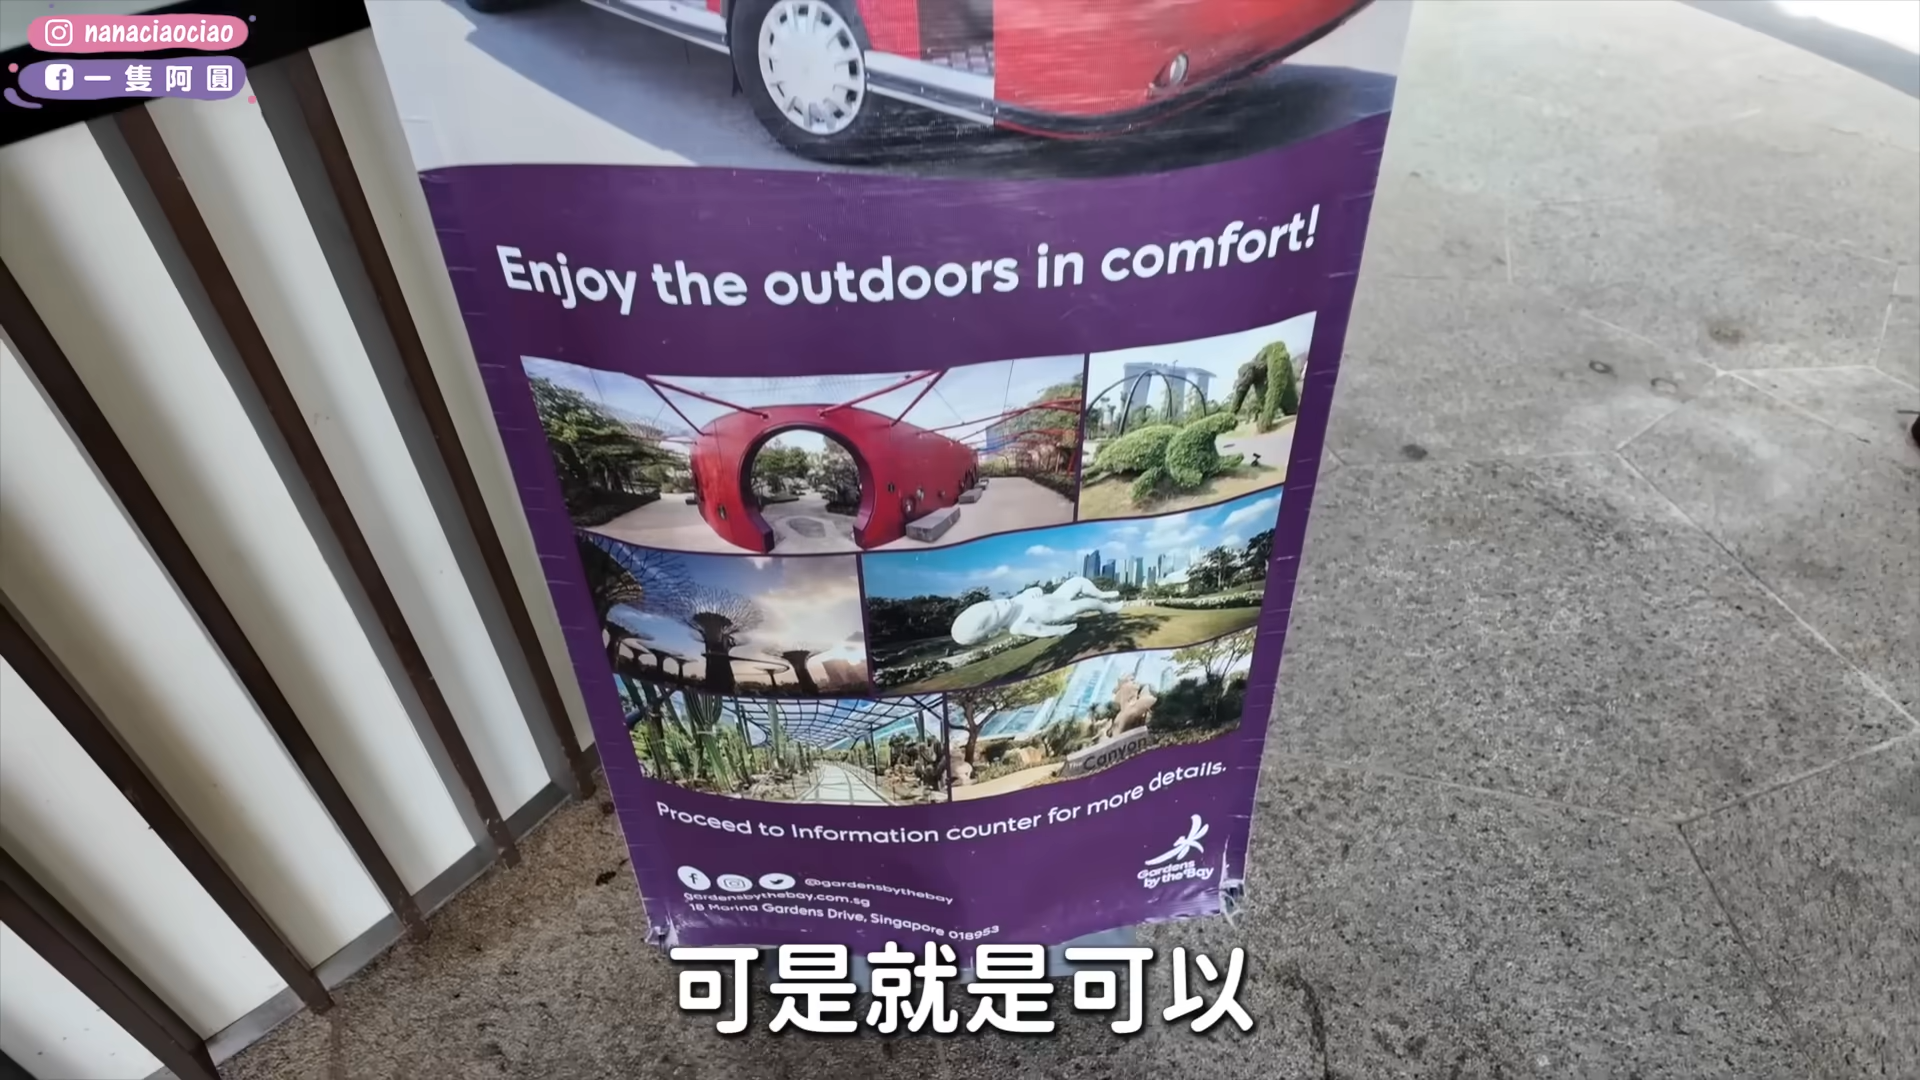 nanaciaociao
一隻阿圓
Enjoy the outdoors in comfort!
Canyon
Proceed to Information counter for more details.
@gardensbythebay
gardensbythebay.com.sg
18 Marina Gardens Drive, Singapore 018953
Gardens
by the Bay
可是就是可以